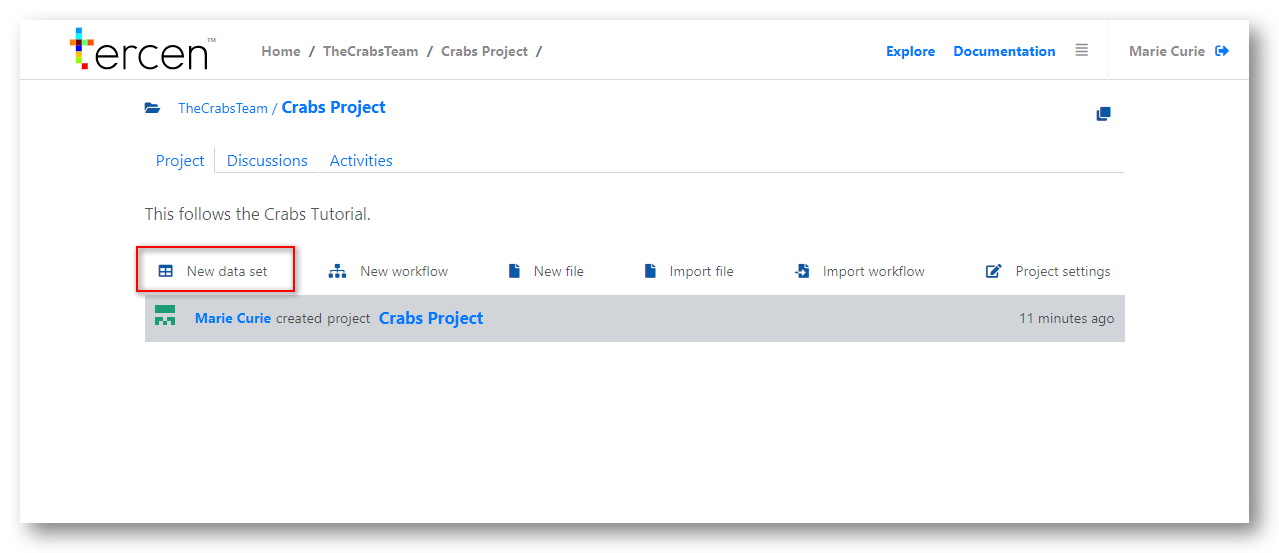 tercen™ Home / TheCrabsTeam / Crabs Project / Explore Documentation Marie Curie
TheCrabsTeam / Crabs Project
Project Discussions Activities
This follows the Crabs Tutorial.
New data set New workflow New file Import file Import workflow Project settings
Marie Curie created project Crabs Project 11 minutes ago